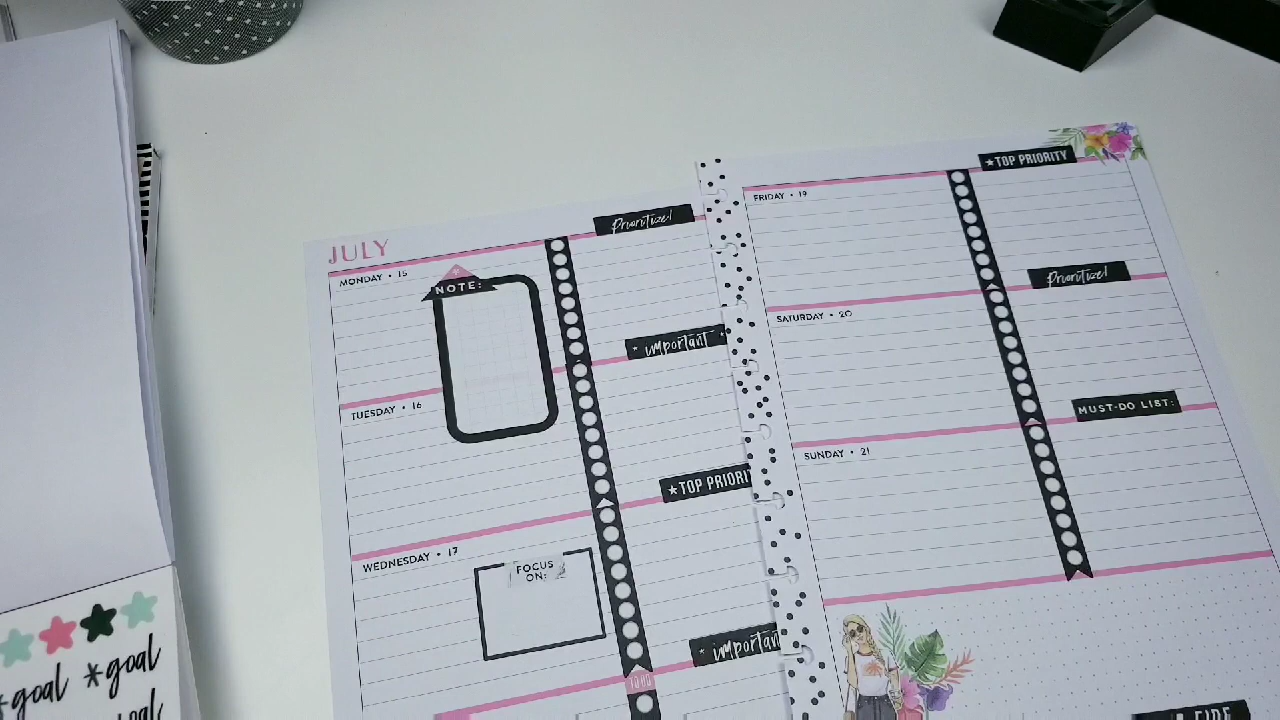 JULY
Prioritize!
MONDAY • 15
NOTE:
* important *
TUESDAY • 16
★TOP
WEDNESDAY • 17
FOCUS
ON:
* important
★TOP PRIORITY
FRIDAY • 19
Prioritize!
SATURDAY • 20
MUST-DO LIST:
SUNDAY • 21
*goal
*goal